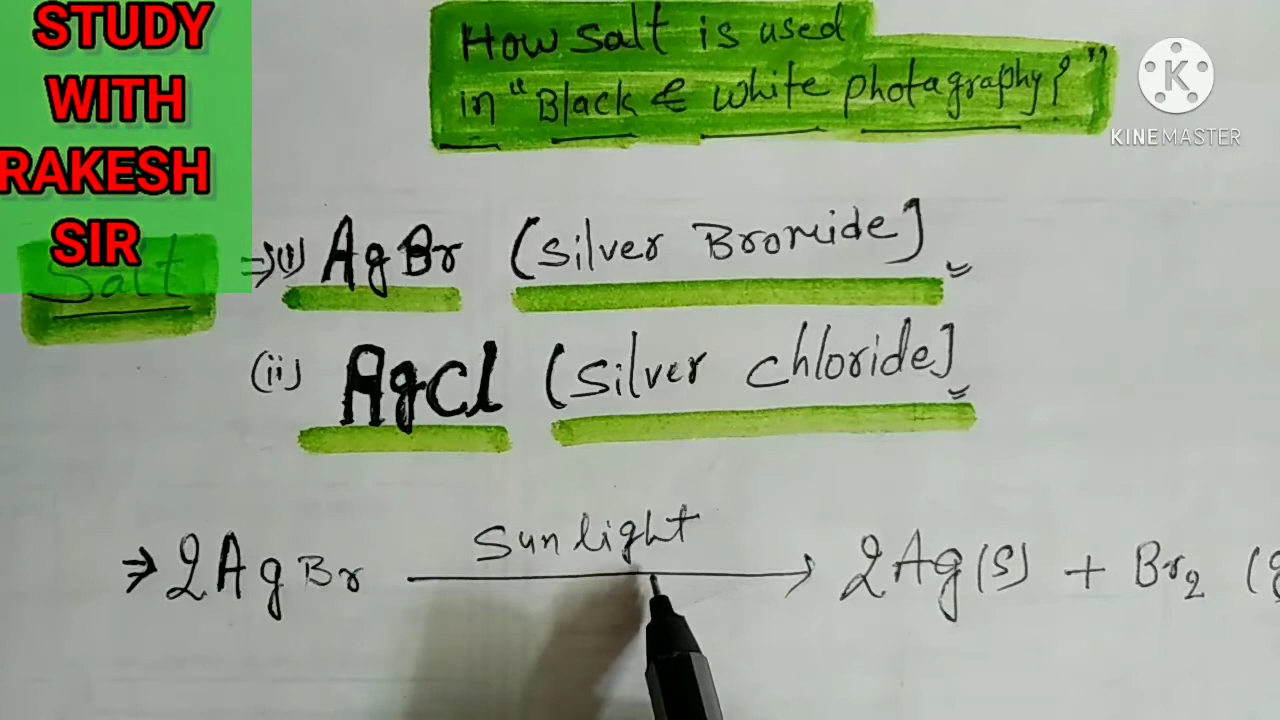 STUDY
WITH
RAKESH
SIR
How Salt is used
in "Black & white photagraphy?"
K
KINEMASTER
Salt ⇒ (i) AgBr (Silver Bromide]
(ii) AgCl (Silver Chloride]
Sunlight
⇒ 2AgBr → 2Ag(S) + Br₂ (g